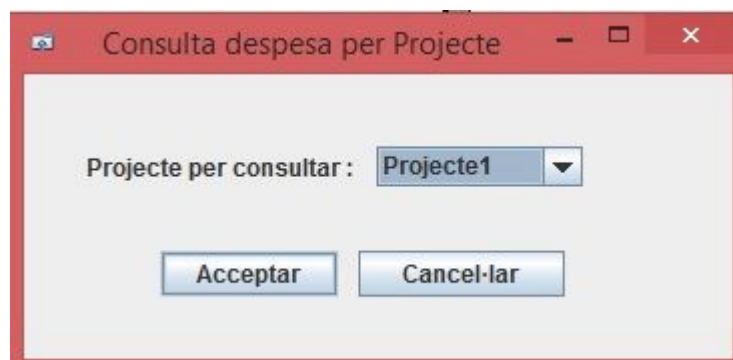 Consulta despesa per Projecte
Projecte per consultar : Projecte1
Acceptar Cancel·lar